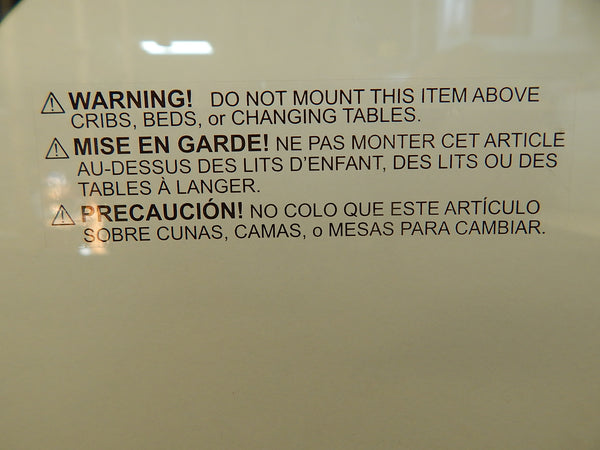 ⚠ WARNING! DO NOT MOUNT THIS ITEM ABOVE
CRIBS, BEDS, or CHANGING TABLES.
⚠ MISE EN GARDE! NE PAS MONTER CET ARTICLE
AU-DESSUS DES LITS D'ENFANT, DES LITS OU DES
TABLES À LANGER.
⚠ PRECAUCIÓN! NO COLO QUE ESTE ARTÍCULO
SOBRE CUNAS, CAMAS, o MESAS PARA CAMBIAR.